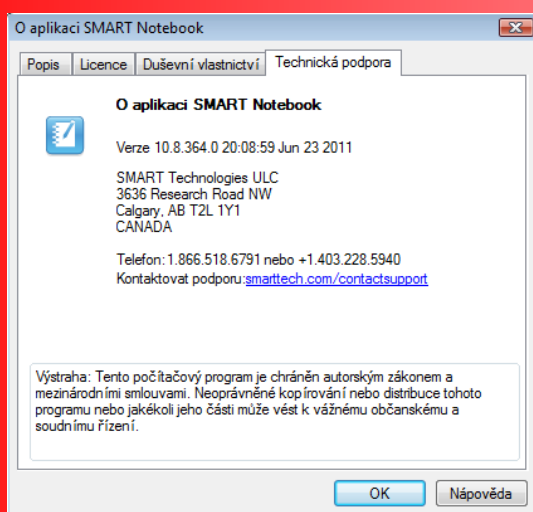 O aplikaci SMART Notebook
Popis Licence Duševní vlastnictví Technická podpora
O aplikaci SMART Notebook
Verze 10.8.364.0 20:08:59 Jun 23 2011
SMART Technologies ULC
3636 Research Road NW
Calgary, AB T2L 1Y1
CANADA
Telefon: 1.866.518.6791 nebo +1.403.228.5940
Kontaktovat podporu:smarttech.com/contactsupport
Výstraha: Tento počítačový program je chráněn autorským zákonem a
mezinárodními smlouvami. Neoprávněné kopírování nebo distribuce tohoto
programu nebo jakékoli jeho části může vést k vážnému občanskému a
soudnímu řízení.
OK Nápověda